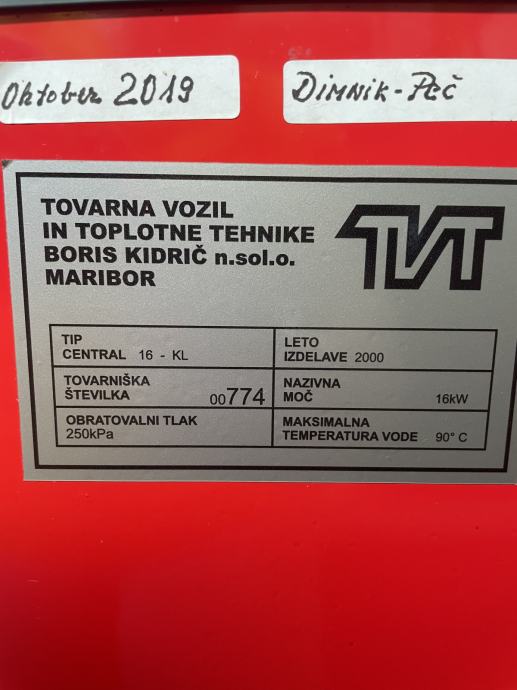 Oktober 2019
Dimnik-Peč
TOVARNA VOZIL
IN TOPLOTNE TEHNIKE
BORIS KIDRIČ n.sol.o.
MARIBOR
TVT
TIP
CENTRAL 16 - KL
LETO
IZDELAVE 2000
TOVARNIŠKA
ŠTEVILKA 00774
NAZIVNA
MOČ 16kW
OBRATOVALNI TLAK
250kPa
MAKSIMALNA
TEMPERATURA VODE 90° C